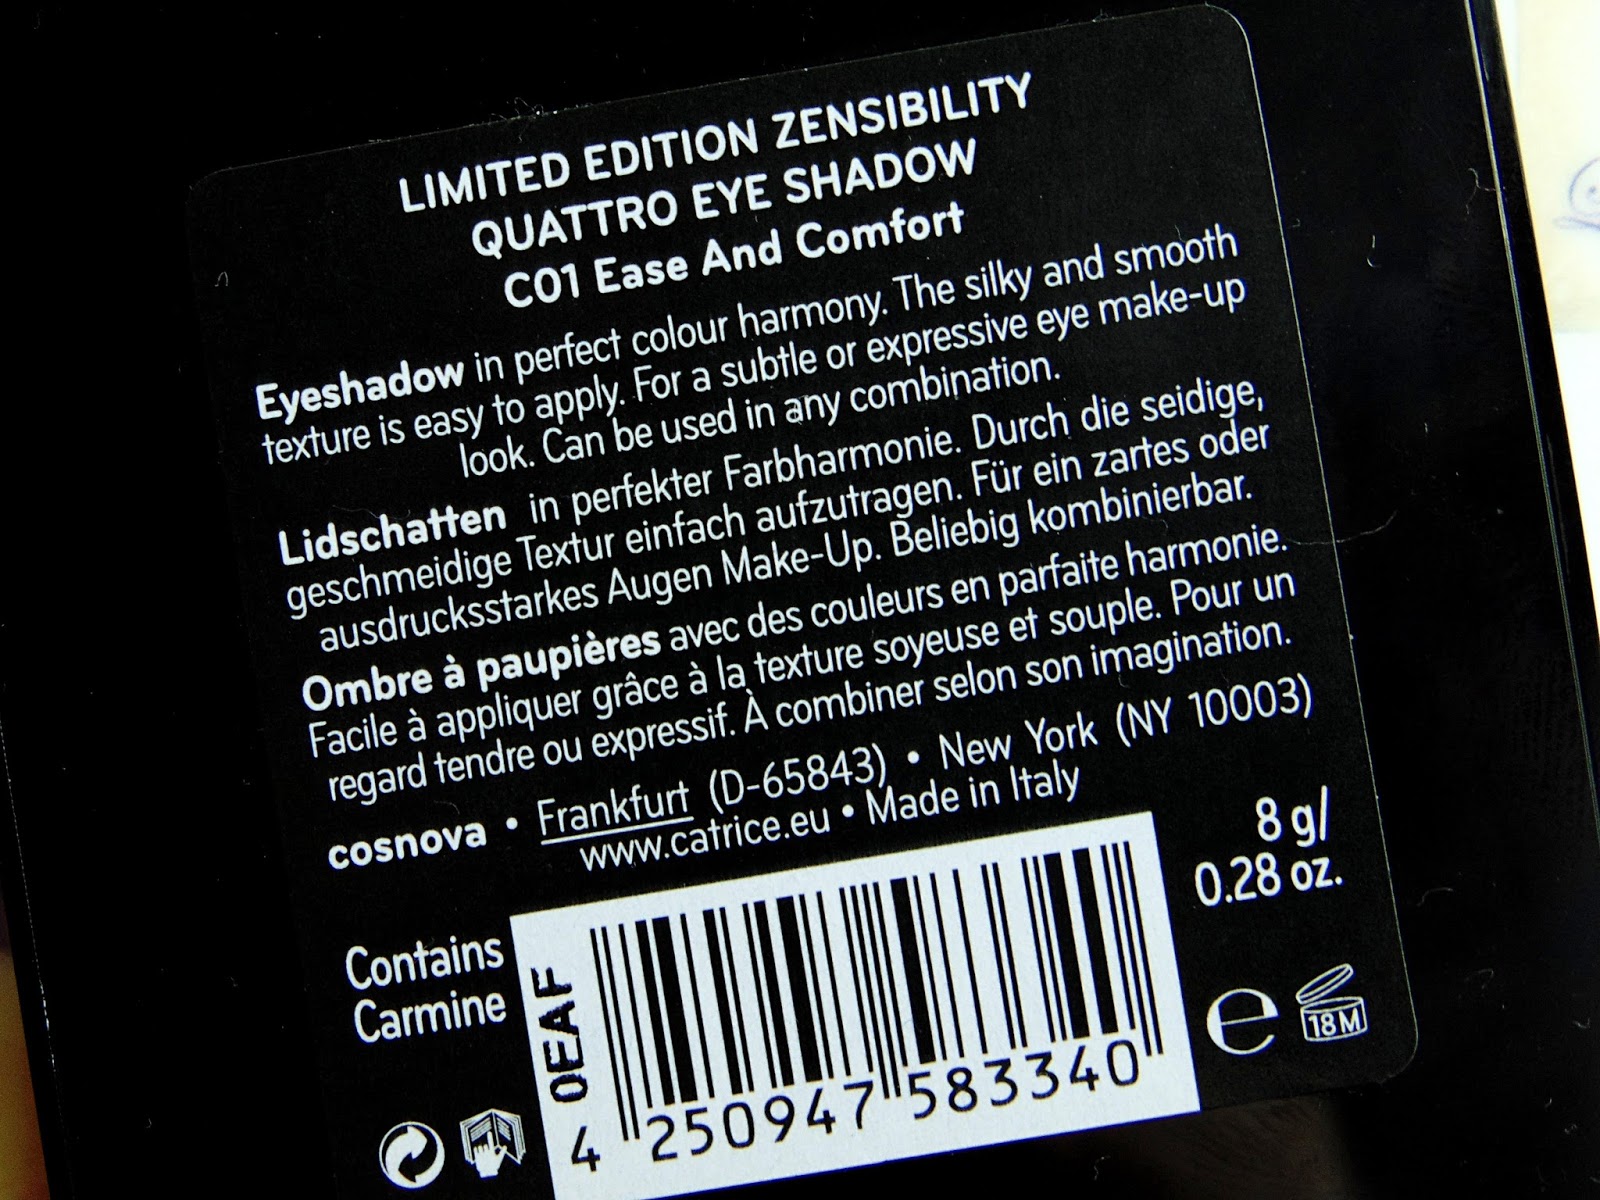 LIMITED EDITION ZENSIBILITY
QUATTRO EYE SHADOW
C01 Ease And Comfort
Eyeshadow in perfect colour harmony. The silky and smooth
texture is easy to apply. For a subtle or expressive eye make-up
look. Can be used in any combination.
Lidschatten in perfekter Farbharmonie. Durch die seidige,
geschmeidige Textur einfach aufzutragen. Für ein zartes oder
ausdrucksstarkes Augen Make-Up. Beliebig kombinierbar.
Ombre à paupières avec des couleurs en parfaite harmonie.
Facile à appliquer grâce à la texture soyeuse et souple. Pour un
regard tendre ou expressif. À combiner selon son imagination.
cosnova • Frankfurt (D-65843) • New York (NY 10003)
www.catrice.eu • Made in Italy
8 g/
0.28 oz.
Contains
Carmine
0EAF
4 250947 583340
e
18M